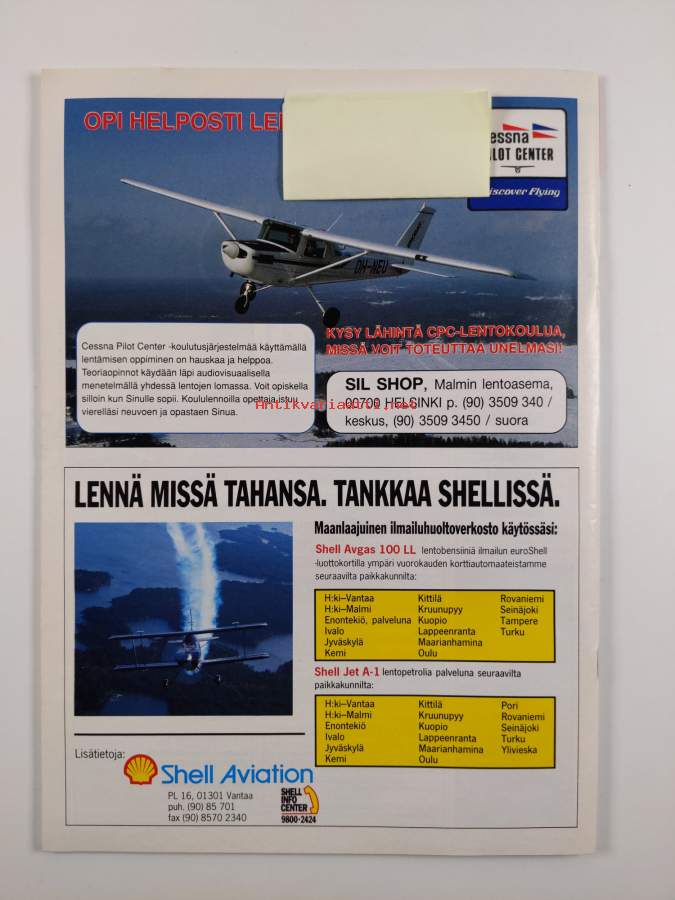 OPI HELPOSTI
essna
LOT CENTER
iscover Flying
OH-NEU
KYSY LÄHINTÄ CPC-LENTOKOULUA,
MISSÄ VOIT TOTEUTTAA UNELMASI!
Cessna Pilot Center -koulutusjärjestelmää käyttämällä
lentämisen oppiminen on hauskaa ja helppoa.
Teoriaopinnot käydään läpi audiovisuaalisella
menetelmällä yhdessä lentojen lomassa. Voit opiskella
silloin kun Sinulle sopii. Koululennoilla opettaja istuu
vierelläsi neuvoen ja opastaen Sinua.
SIL SHOP, Malmin lentoasema,
00700 HELSINKI p. (90) 3509 340 /
keskus, (90) 3509 3450 / suora
Antikvariaatti.net
LENNÄ MISSÄ TAHANSA. TANKKAA SHELLISSÄ.
Maanlaajuinen ilmailuhuoltoverkosto käytössäsi:
Shell Avgas 100 LL lentobensiiniä ilmailun euroShell
-luottokortilla ympäri vuorokauden korttiautomaateistamme
seuraavilta paikkakunnilta:
H:ki–Vantaa Kittilä Rovaniemi
H:ki–Malmi Kruunupyy Seinäjoki
Enontekiö, palveluna Kuopio Tampere
Ivalo Lappeenranta Turku
Jyväskylä Maarianhamina
Kemi Oulu
Shell Jet A-1 lentopetrolia palveluna seuraavilta
paikkakunnilta:
H:ki–Vantaa Kittilä Pori
H:ki–Malmi Kruunupyy Rovaniemi
Enontekiö Kuopio Seinäjoki
Ivalo Lappeenranta Turku
Jyväskylä Maarianhamina Ylivieska
Kemi Oulu
Lisätietoja:
Shell Aviation
PL 16, 01301 Vantaa
puh. (90) 85 701
fax (90) 8570 2340
SHELL
INFO
CENTER
9800-2424